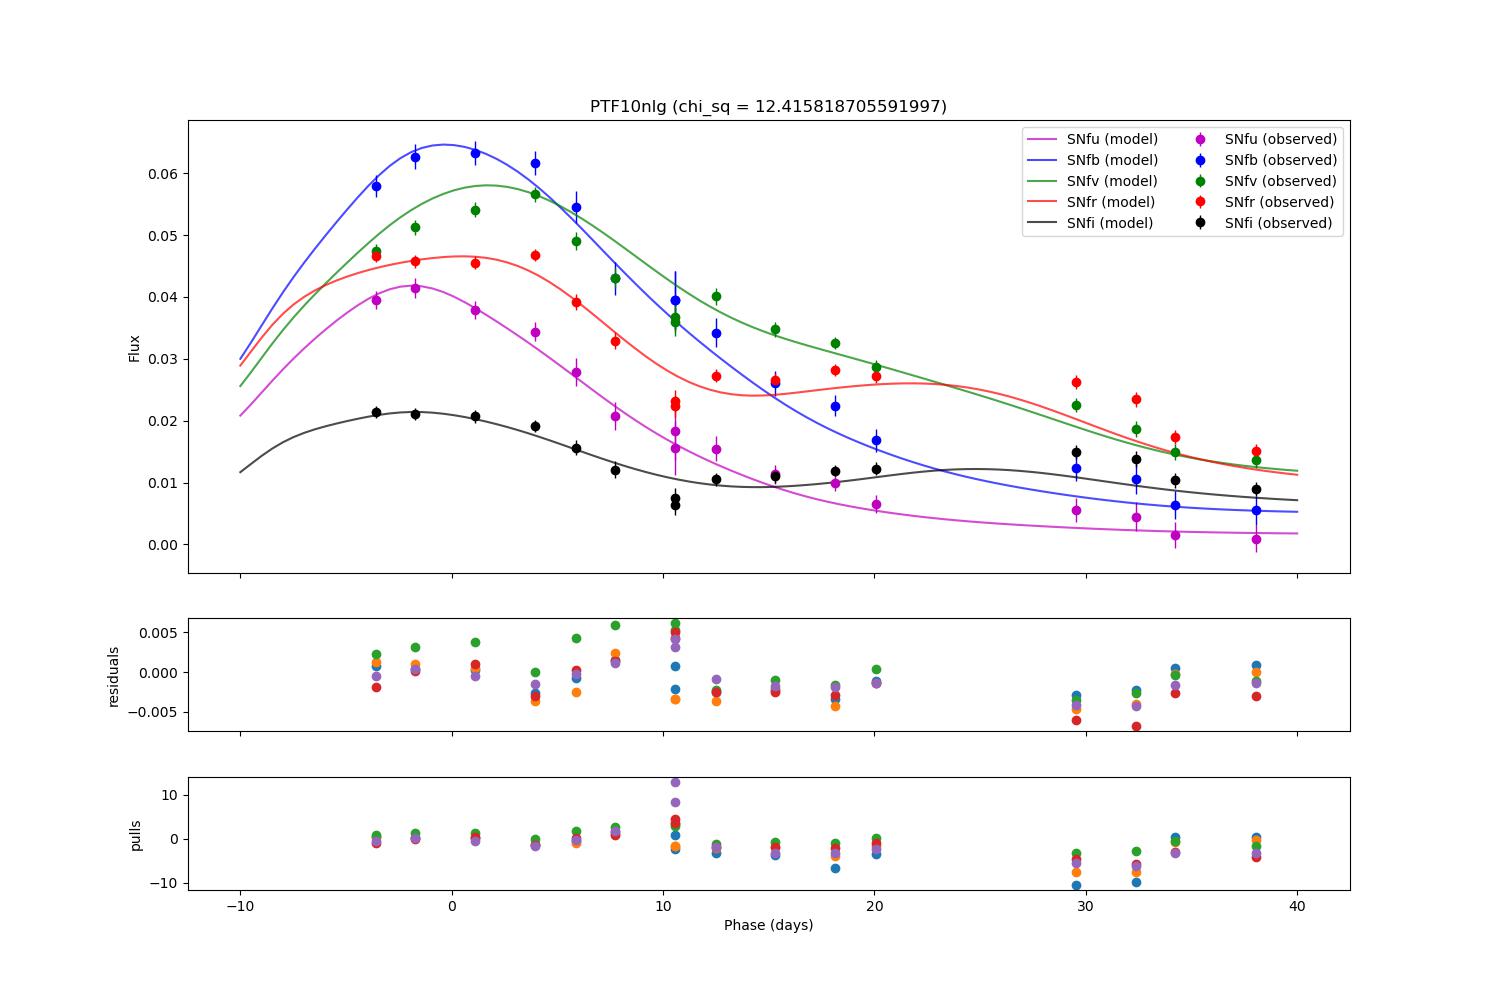 PTF10nlg (chi_sq = 12.415818705591997)
SNfu (model) SNfu (observed)
SNfb (model) SNfb (observed)
SNfv (model) SNfv (observed)
SNfr (model) SNfr (observed)
SNfi (model) SNfi (observed)
Flux
0.06
0.05
0.04
0.03
0.02
0.01
0.00
residuals
0.005
0.000
−0.005
pulls
10
0
−10
−10 0 10 20 30 40
Phase (days)